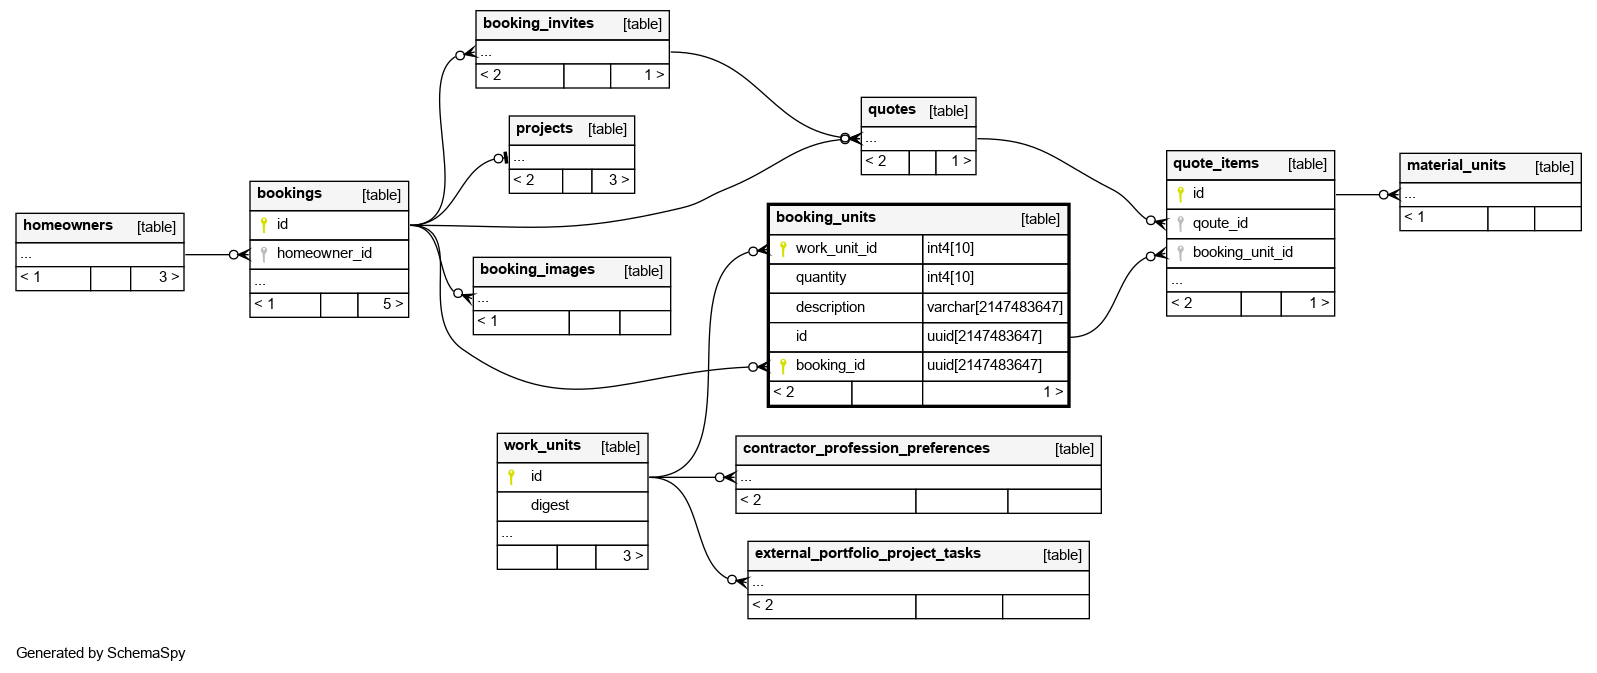 booking_invites [table]
...
< 2 1 >
projects [table]
...
< 2 3 >
quotes [table]
...
< 2 1 >
quote_items [table]
id
qoute_id
booking_unit_id
...
< 2 1 >
material_units [table]
...
< 1
bookings [table]
id
homeowner_id
...
< 1 5 >
homeowners [table]
...
< 1 3 >
booking_images [table]
...
< 1
booking_units [table]
work_unit_id int4[10]
quantity int4[10]
description varchar[2147483647]
id uuid[2147483647]
booking_id uuid[2147483647]
< 2 1 >
work_units [table]
id
digest
...
3 >
contractor_profession_preferences [table]
...
< 2
external_portfolio_project_tasks [table]
...
< 2
Generated by SchemaSpy